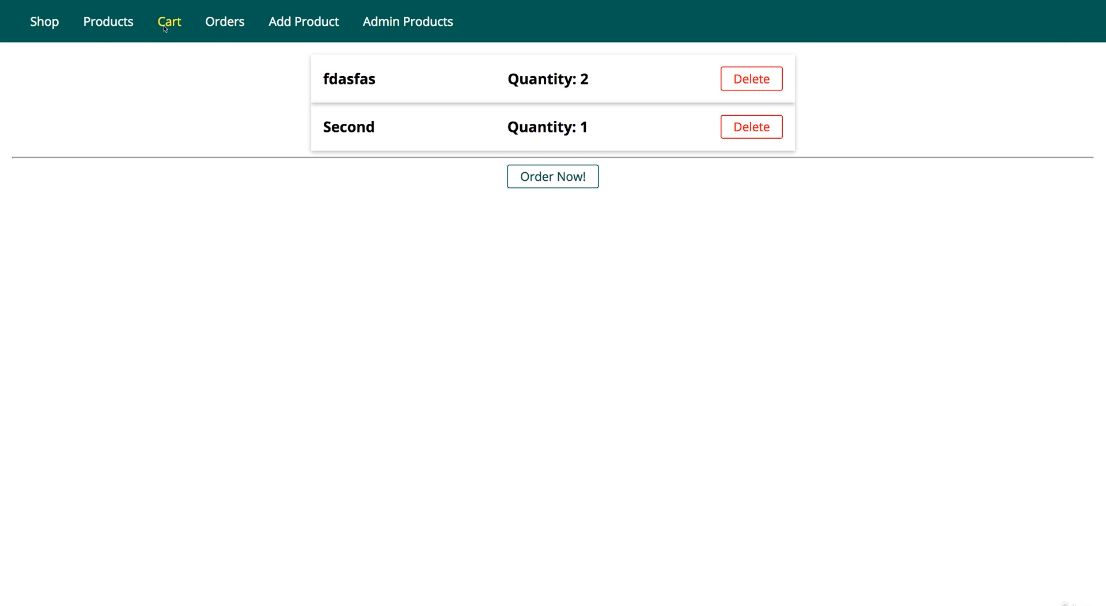 Shop Products Cart Orders Add Product Admin Products
fdasfas Quantity: 2 Delete
Second Quantity: 1 Delete
Order Now!